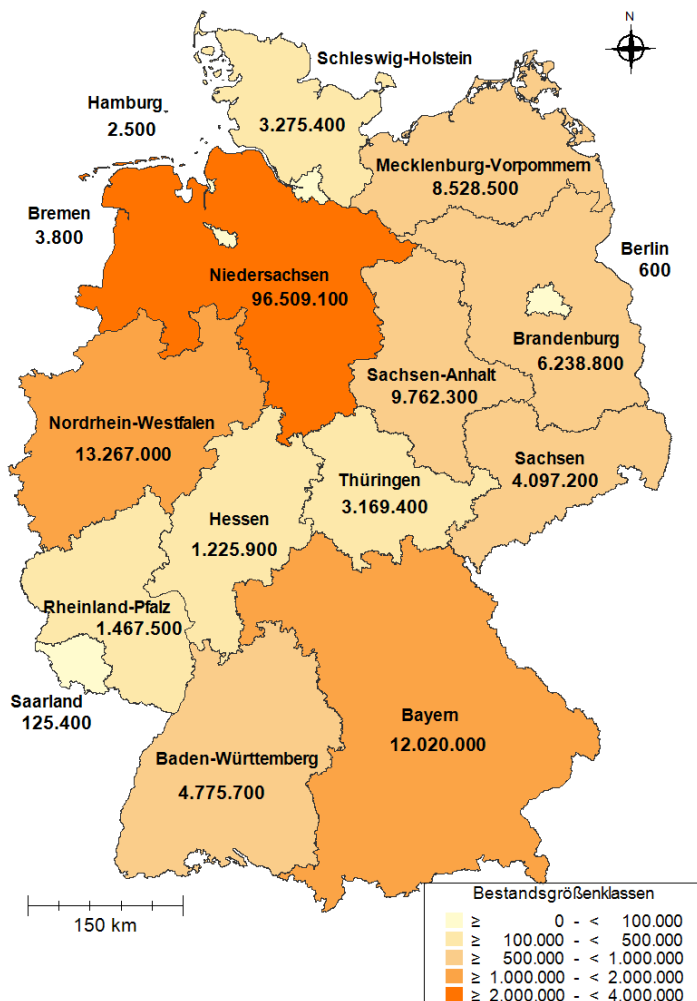 N
Schleswig-Holstein
3.275.400
Hamburg
2.500
Mecklenburg-Vorpommern
8.528.500
Bremen
3.800
Berlin
600
Niedersachsen
96.509.100
Brandenburg
6.238.800
Sachsen-Anhalt
9.762.300
Nordrhein-Westfalen
13.267.000
Sachsen
4.097.200
Thüringen
3.169.400
Hessen
1.225.900
Rheinland-Pfalz
1.467.500
Saarland
125.400
Bayern
12.020.000
Baden-Württemberg
4.775.700
150 km
Bestandsgrößenklassen
≥ 0 - < 100.000
≥ 100.000 - < 500.000
≥ 500.000 - < 1.000.000
≥ 1.000.000 - < 2.000.000
≥ 2.000.000 - < 4.000.000